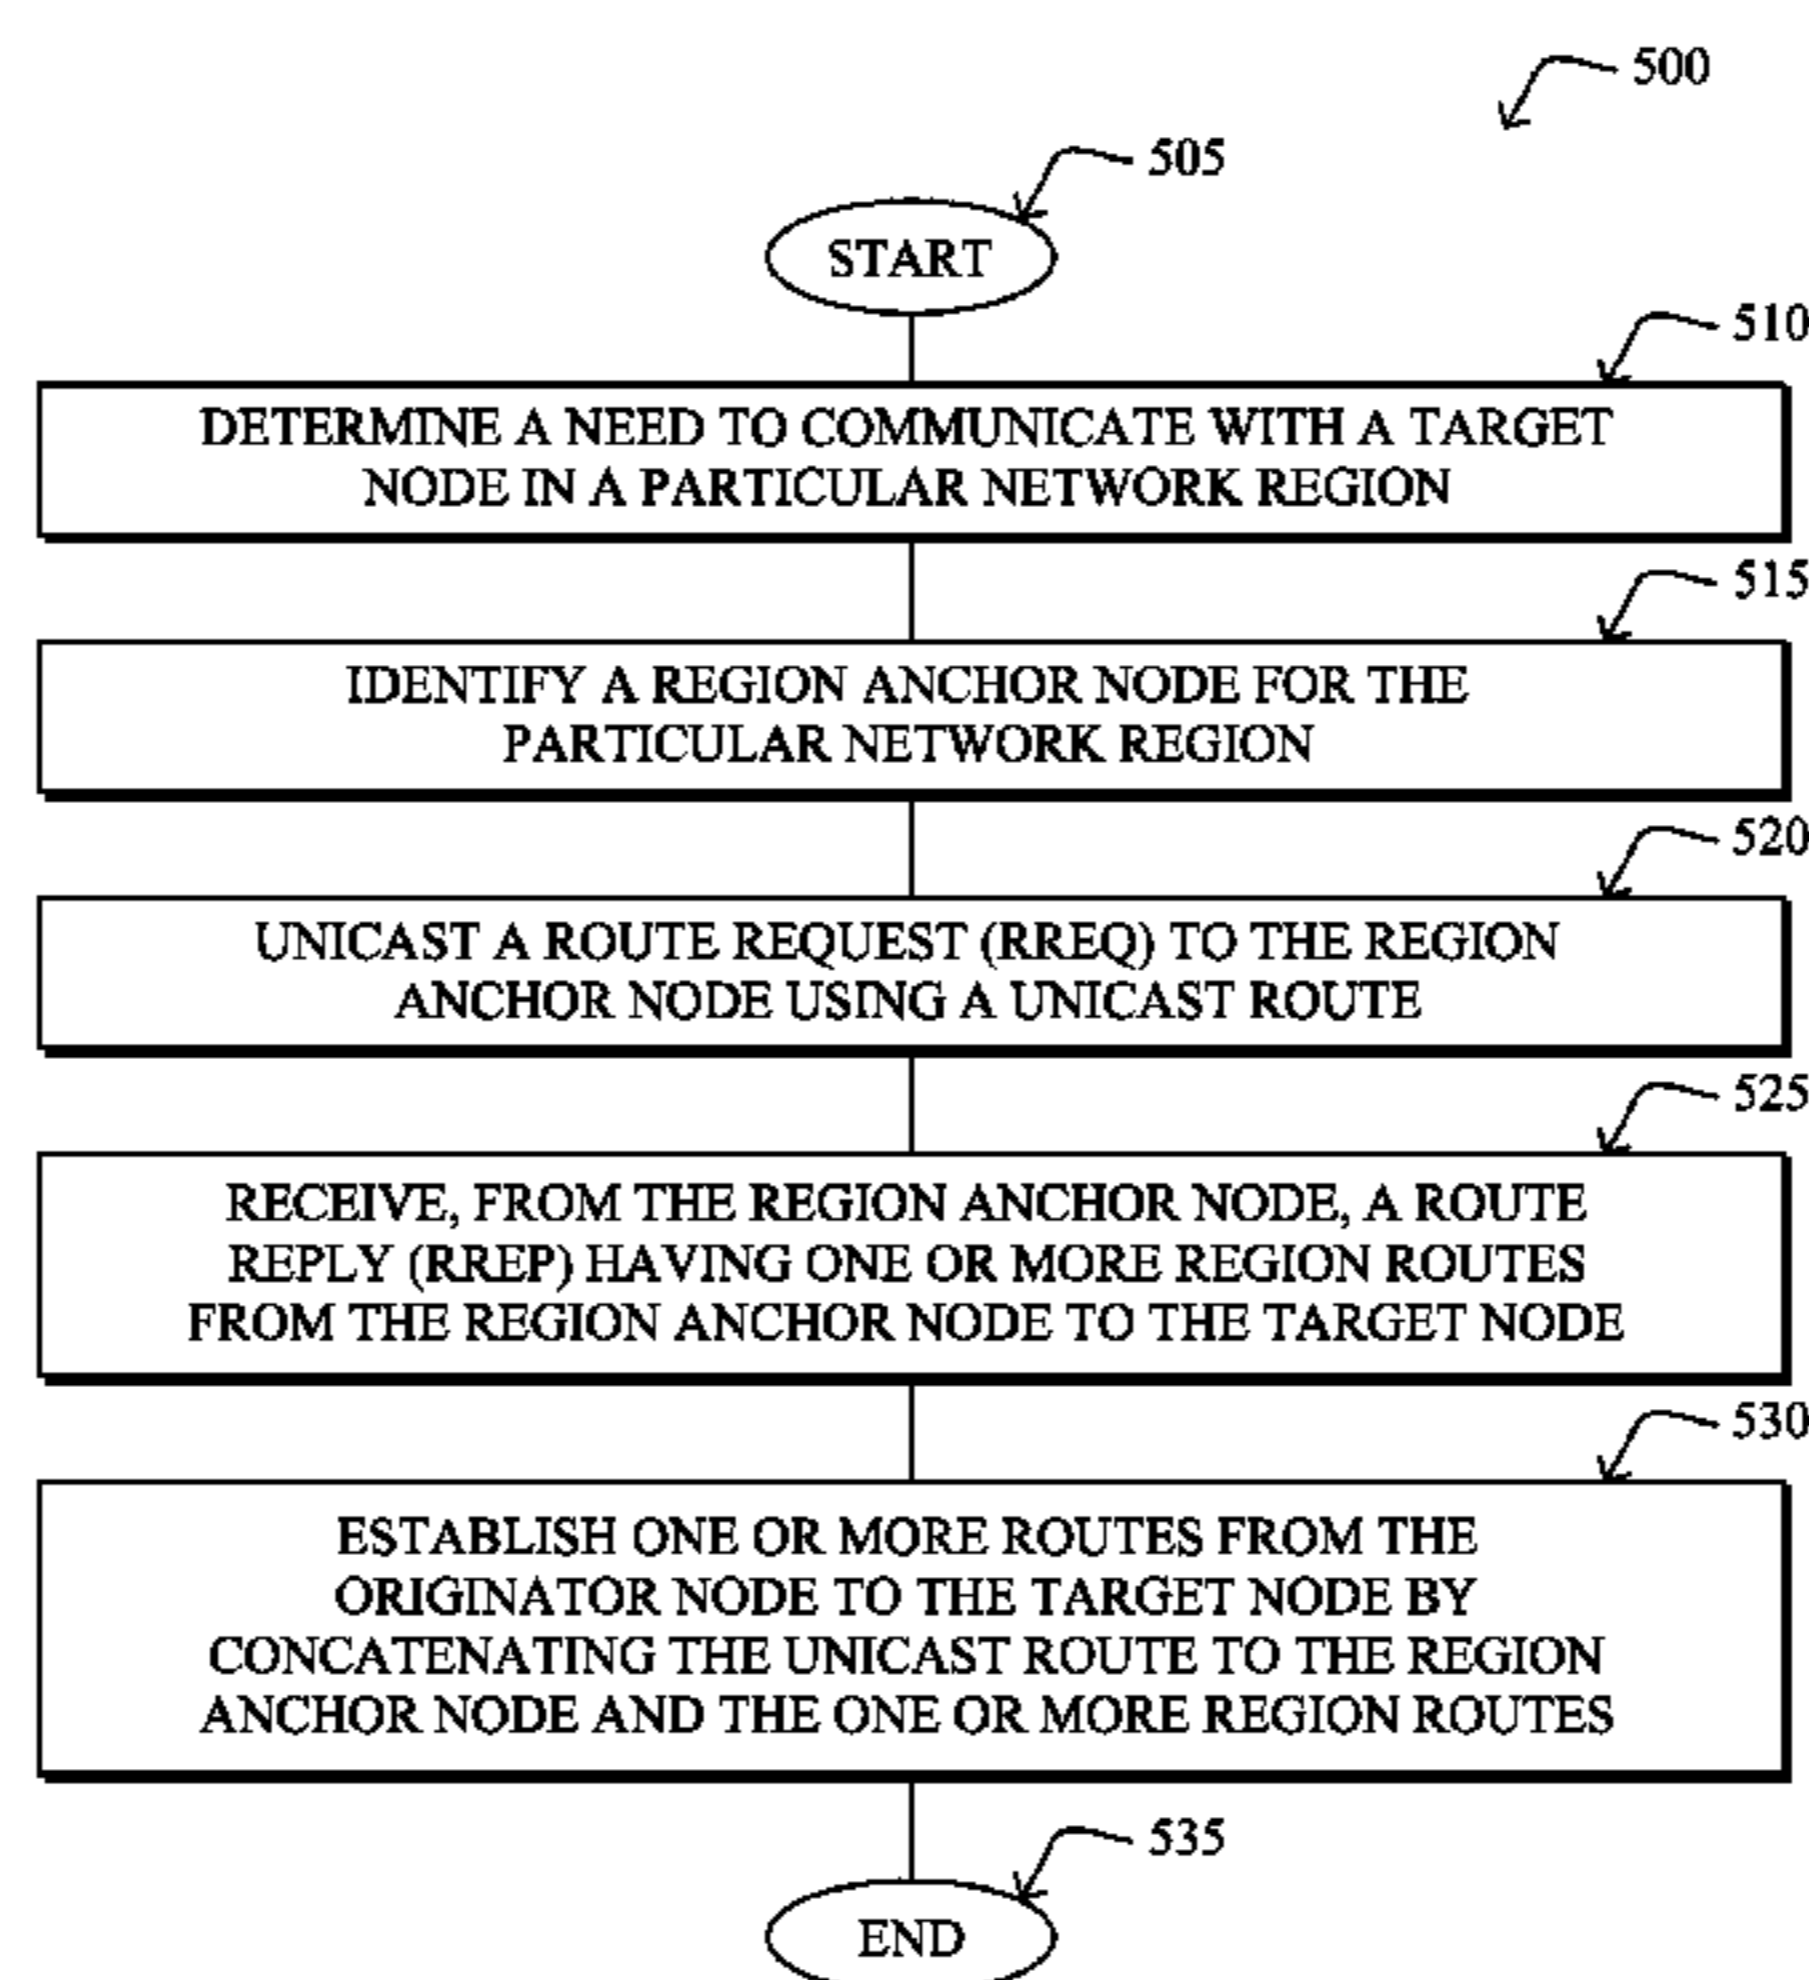 500
505
START
510
DETERMINE A NEED TO COMMUNICATE WITH A TARGET
NODE IN A PARTICULAR NETWORK REGION
515
IDENTIFY A REGION ANCHOR NODE FOR THE
PARTICULAR NETWORK REGION
520
UNICAST A ROUTE REQUEST (RREQ) TO THE REGION
ANCHOR NODE USING A UNICAST ROUTE
525
RECEIVE, FROM THE REGION ANCHOR NODE, A ROUTE
REPLY (RREP) HAVING ONE OR MORE REGION ROUTES
FROM THE REGION ANCHOR NODE TO THE TARGET NODE
530
ESTABLISH ONE OR MORE ROUTES FROM THE
ORIGINATOR NODE TO THE TARGET NODE BY
CONCATENATING THE UNICAST ROUTE TO THE REGION
ANCHOR NODE AND THE ONE OR MORE REGION ROUTES
535
END